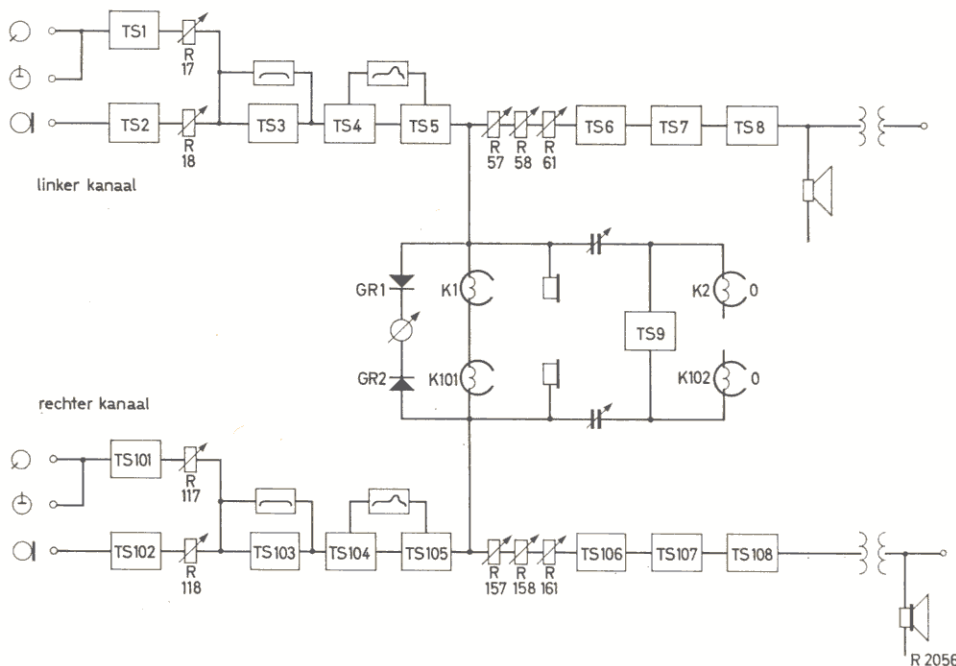 TS1
R
17
TS2
R
18
TS3
TS4
TS5
R
57
R
58
R
61
TS6
TS7
TS8
linker kanaal
GR1
K1
K2
0
TS9
GR2
K101
K102
0
rechter kanaal
TS101
R
117
TS102
R
118
TS103
TS104
TS105
R
157
R
158
R
161
TS106
TS107
TS108
R 2056